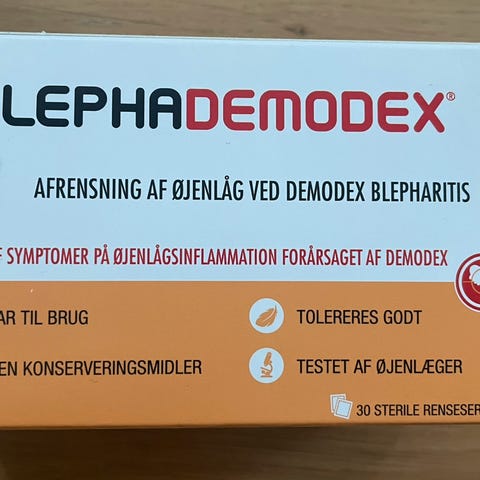 LEPHADEMODEX®
AFRENSNING AF ØJENLÅG VED DEMODEX BLEPHARITIS
F SYMPTOMER PÅ ØJENLÅGSINFLAMMATION FORÅRSAGET AF DEMODEX
AR TIL BRUG
TOLERERES GODT
EN KONSERVERINGSMIDLER
TESTET AF ØJENLÆGER
30 STERILE RENSESER